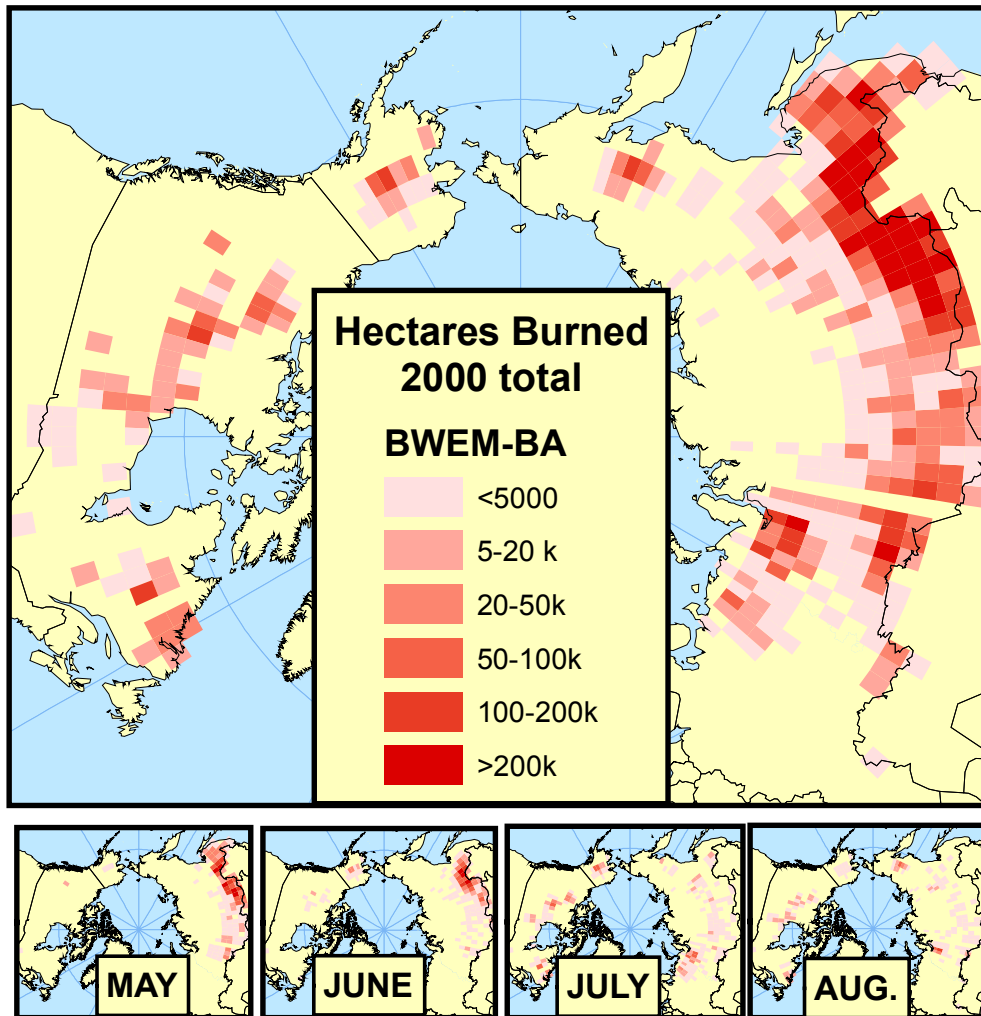 Hectares Burned
2000 total
BWEM-BA
<5000
5-20 k
20-50k
50-100k
100-200k
>200k
MAY
JUNE
JULY
AUG.